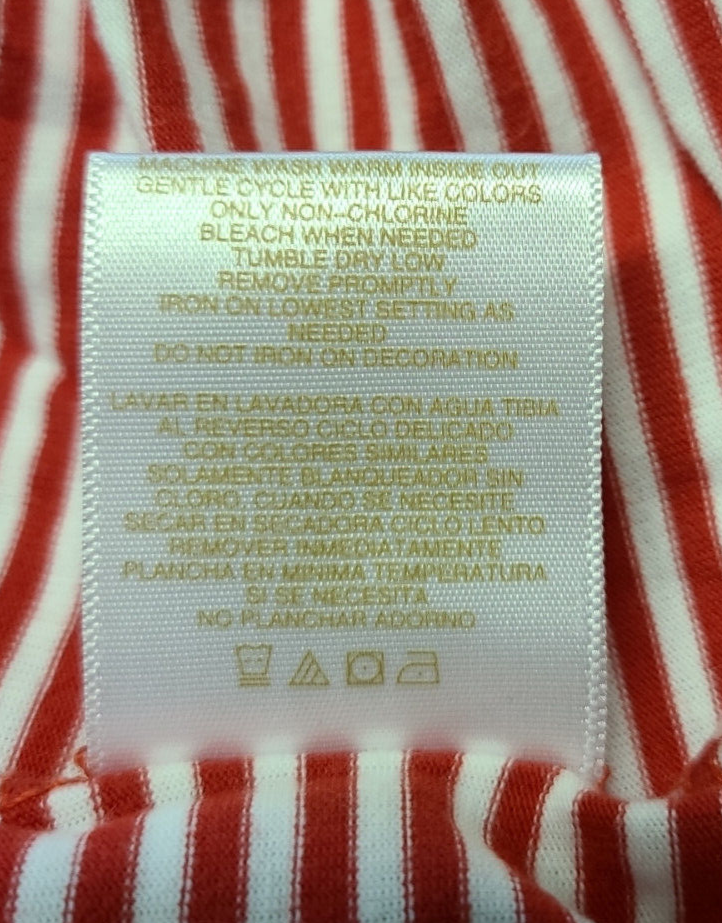 MACHINE WASH WARM INSIDE OUT
GENTLE CYCLE WITH LIKE COLORS
ONLY NON-CHLORINE
BLEACH WHEN NEEDED
TUMBLE DRY LOW
REMOVE PROMPTLY
IRON ON LOWEST SETTING AS
NEEDED
DO NOT IRON ON DECORATION
LAVAR EN LAVADORA CON AGUA TIBIA
AL REVERSO CICLO DELICADO
CON COLORES SIMILARES
SOLAMENTE BLANQUEADOR SIN
CLORO, CUANDO SE NECESITE
SECAR EN SECADORA CICLO LENTO
REMOVER INMEDIATAMENTE
PLANCHA EN MINIMA TEMPERATURA
SI SE NECESITA
NO PLANCHAR ADORNO